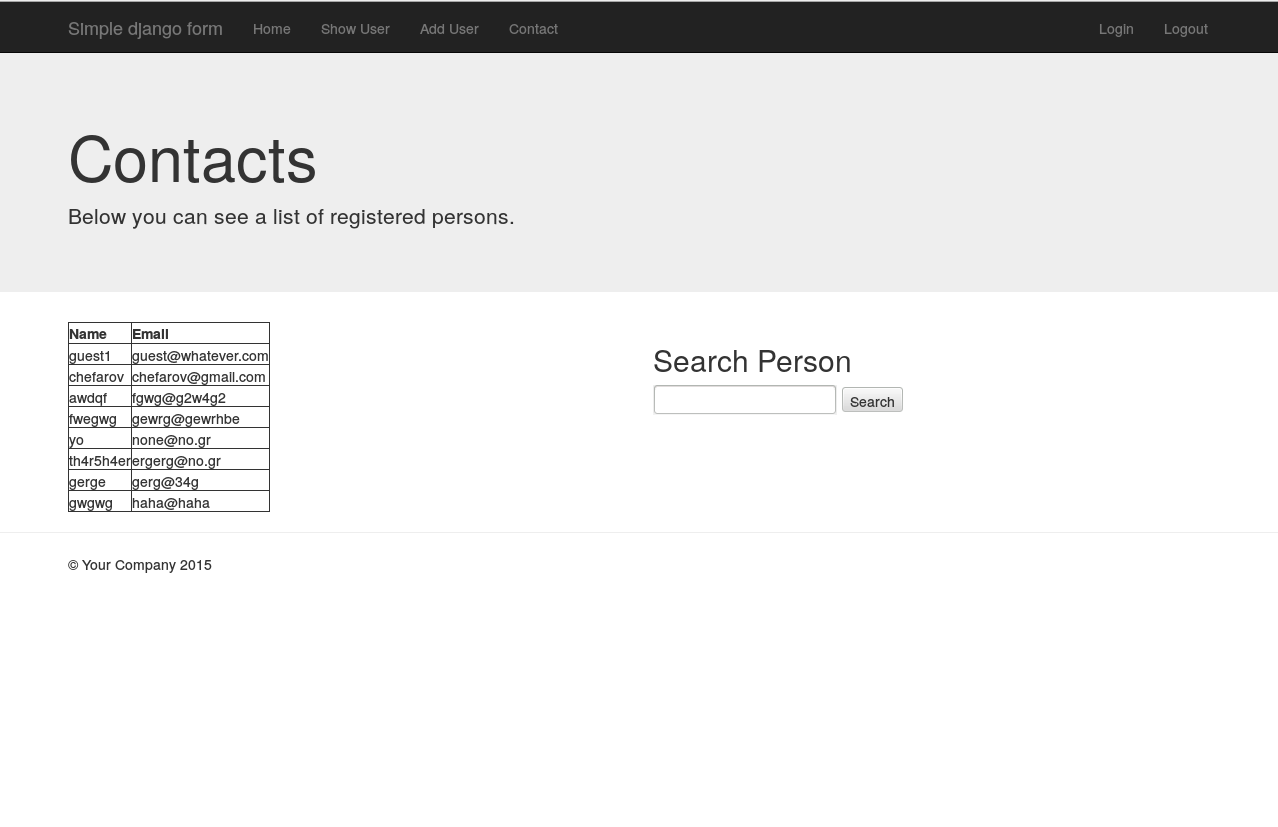 Simple django form Home Show User Add User Contact Login Logout
Contacts
Below you can see a list of registered persons.
Name Email
guest1 guest@whatever.com
chefarov chefarov@gmail.com
awdqf fgwg@g2w4g2
fwegwg gewrg@gewrhbe
yo none@no.gr
th4r5h4er ergerg@no.gr
gerge gerg@34g
gwgwg haha@haha
Search Person
Search
© Your Company 2015